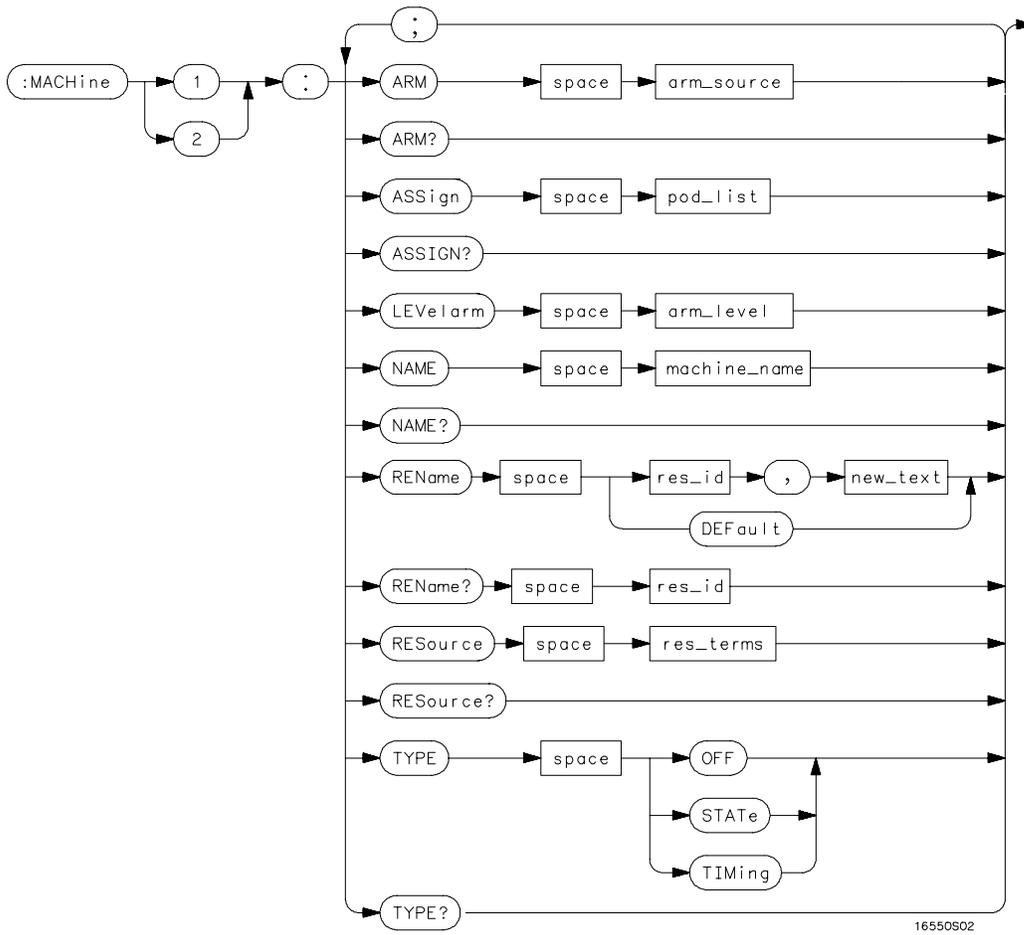 ;
:MACHine 1 : ARM space arm_source
2 ARM?
ASSign space pod_list
ASSIGN?
LEVelarm space arm_level
NAME space machine_name
NAME?
REName space res_id , new_text
DEFault
REName? space res_id
RESource space res_terms
RESource?
TYPE space OFF
STATe
TIMing
TYPE?
16550S02